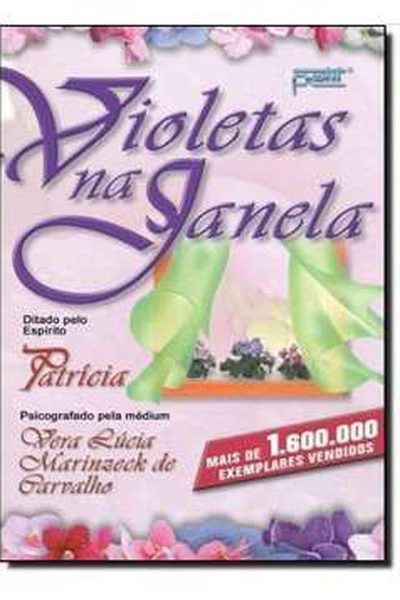 Violetas
na
Janela
Ditado pelo
Espírito
Patrícia
Psicografado pela médium
Vera Lúcia
Marinzeck de
Carvalho
MAIS DE 1.600.000
EXEMPLARES VENDIDOS